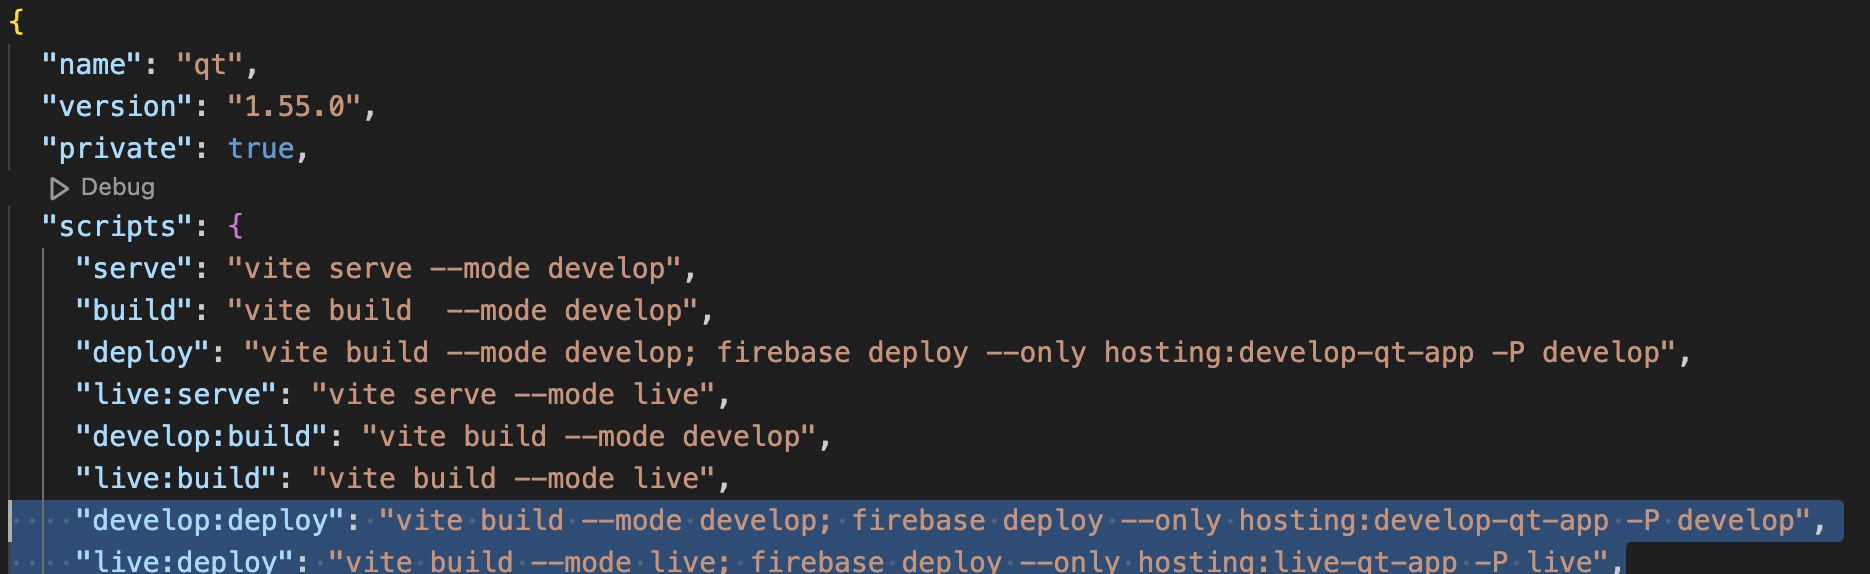 {
"name": "qt",
"version": "1.55.0",
"private": true,
Debug
"scripts": {
"serve": "vite serve --mode develop",
"build": "vite build  --mode develop",
"deploy": "vite build --mode develop; firebase deploy --only hosting:develop-qt-app -P develop",
"live:serve": "vite serve --mode live",
"develop:build": "vite build --mode develop",
"live:build": "vite build --mode live",
"develop:deploy": "vite build --mode develop; firebase deploy --only hosting:develop-qt-app -P develop",
"live:deploy": "vite build --mode live; firebase deploy --only hosting:live-qt-app -P live",